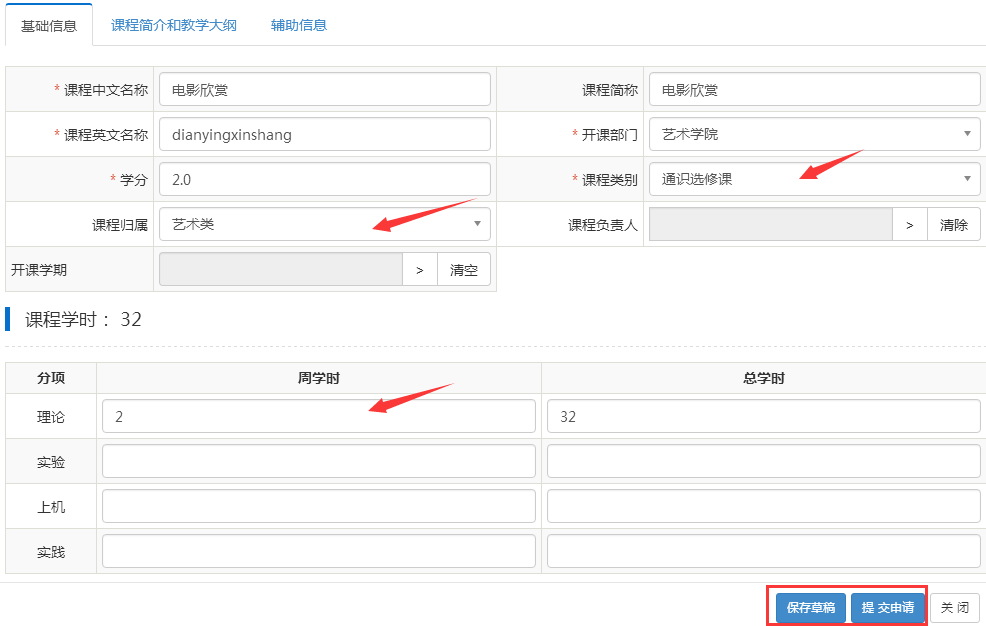 基础信息 课程简介和教学大纲 辅助信息
* 课程中文名称 电影欣赏 课程简称 电影欣赏
* 课程英文名称 dianyingxinshang * 开课部门 艺术学院
* 学分 2.0 * 课程类别 通识选修课
课程归属 艺术类 课程负责人 > 清除
开课学期 > 清空
课程学时： 32
分项 周学时 总学时
理论 2 32
实验
上机
实践
保存草稿 提 交申请 关 闭